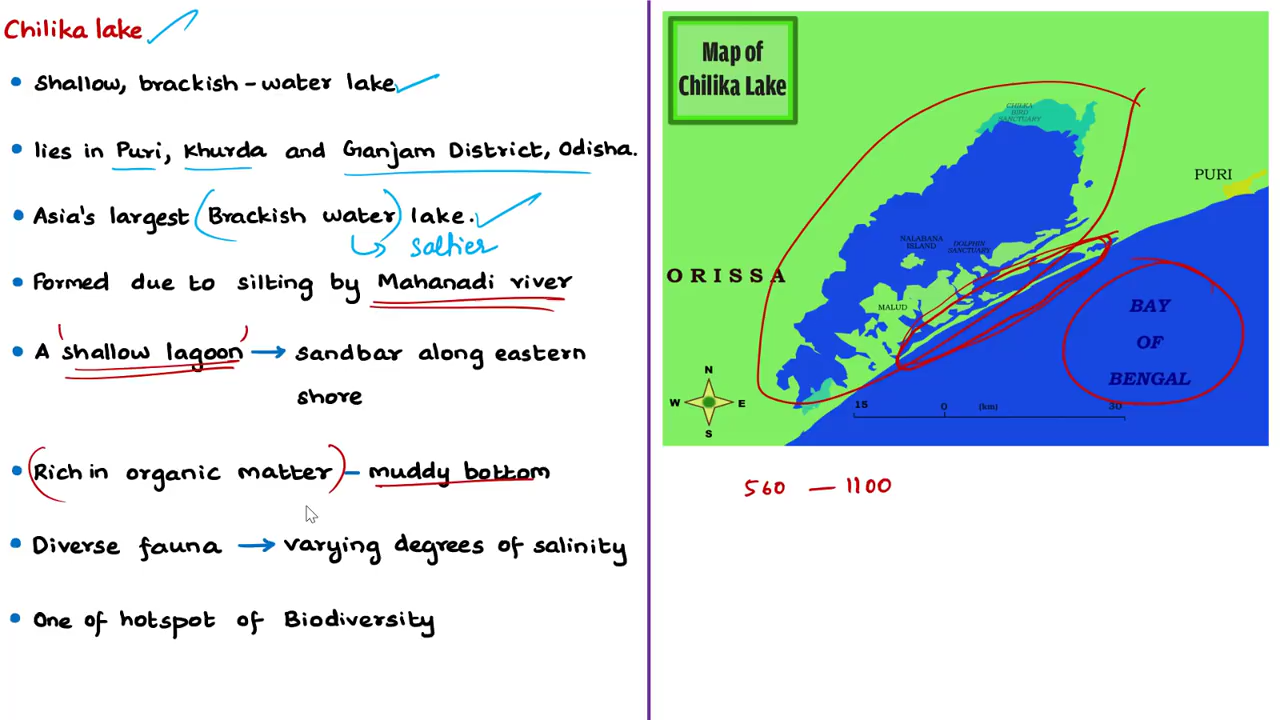 Chilika lake
• Shallow, brackish-water lake
• lies in Puri, Khurda and Ganjam District, Odisha.
• Asia's largest (Brackish water) lake.
↳ saltier
• Formed due to silting by Mahanadi river
• A (shallow lagoon) → sandbar along eastern
shore
• (Rich in organic matter) – muddy bottom
• Diverse fauna → varying degrees of salinity
• One of hotspot of Biodiversity
Map of
Chilika Lake
CHILKA
BIRD
SANCTUARY
PURI
NALABANA
ISLAND
DOLPHIN
SANCTUARY
ORISSA
MALUD
BAY
OF
BENGAL
N
W E
S
15 0 (km) 30
560 — 1100